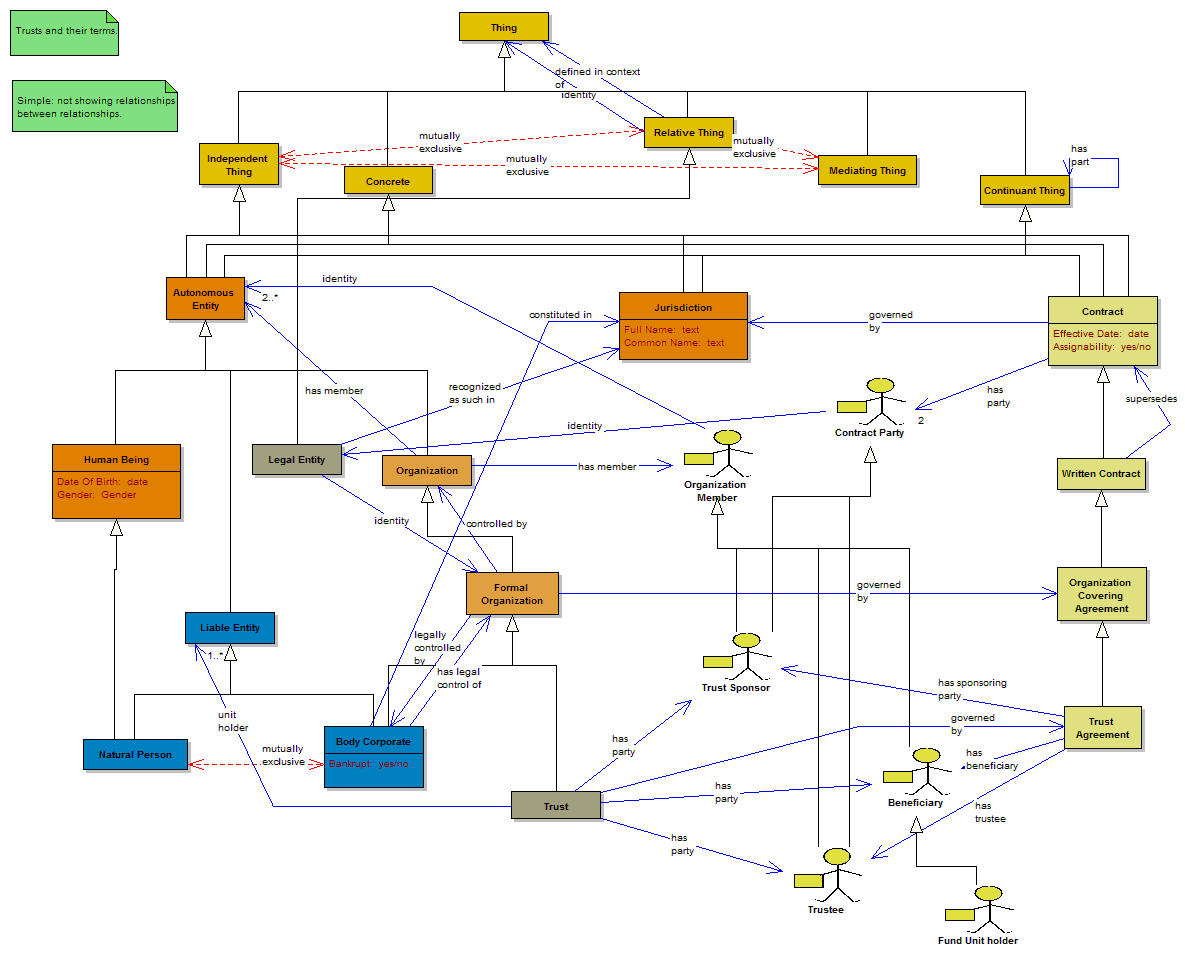 Thing
Trusts and their terms.
defined in context
of
identity
Simple: not showing relationships
between relationships.
Relative Thing
mutually
exclusive
mutually
exclusive
Independent
Thing
mutually
exclusive
has
part
Concrete
Mediating Thing
Continuant Thing
identity
Autonomous
Entity
2..*
constituted in
Jurisdiction
Full Name: text
Common Name: text
governed
by
Contract
Effective Date: date
Assignability: yes/no
has member
recognized
as such in
has
party
2
supersedes
identity
Contract Party
Human Being
Date Of Birth: date
Gender: Gender
Legal Entity
Organization
has member
Organization
Member
Written Contract
identity
controlled by
Formal
Organization
governed
by
Organization
Covering
Agreement
Liable Entity
1..*
legally
controlled
by
has legal
control of
Trust Sponsor
has sponsoring
party
unit
holder
governed
by
Trust
Agreement
Natural Person
mutually
exclusive
Body Corporate
Bankrupt: yes/no
has
party
has
beneficiary
has
party
Beneficiary
Trust
has
trustee
has
party
Trustee
Fund Unit holder